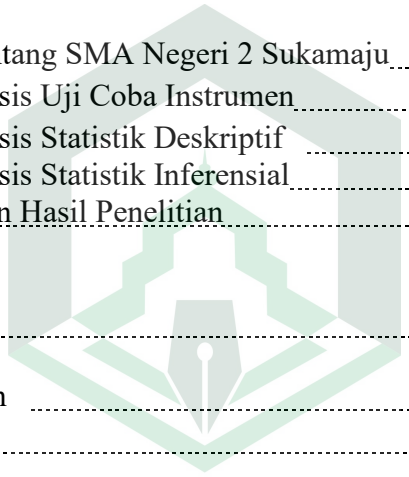 tang SMA Negeri 2 Sukamaju
sis Uji Coba Instrumen
sis Statistik Deskriptif
sis Statistik Inferensial
n Hasil Penelitian
n